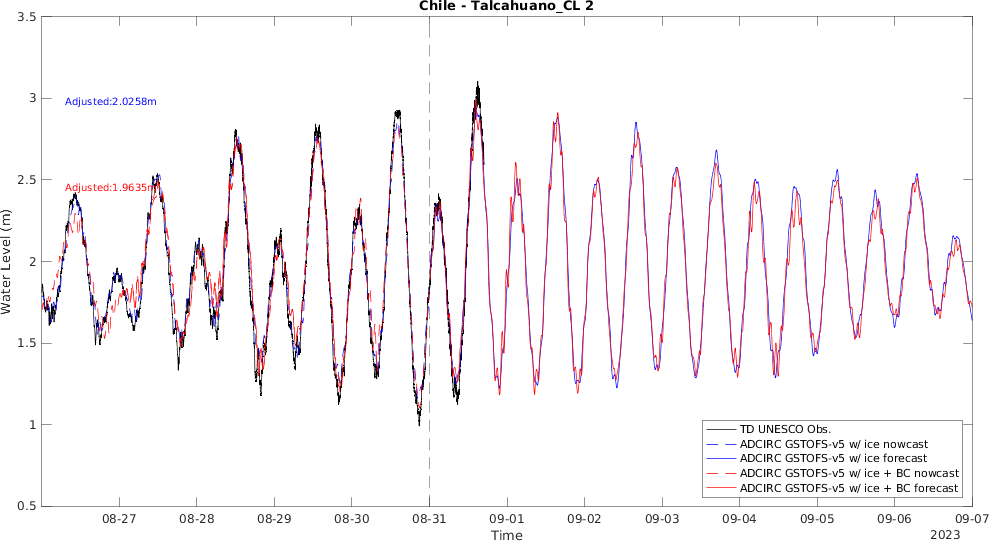 Chile - Talcahuano_CL 2
Water Level (m)
3.5
3
2.5
2
1.5
1
0.5
Adjusted:2.0258m
Adjusted:1.9635m
TD UNESCO Obs.
ADCIRC GSTOFS-v5 w/ ice nowcast
ADCIRC GSTOFS-v5 w/ ice forecast
ADCIRC GSTOFS-v5 w/ ice + BC nowcast
ADCIRC GSTOFS-v5 w/ ice + BC forecast
08-27 08-28 08-29 08-30 08-31 09-01 09-02 09-03 09-04 09-05 09-06 09-07
Time
2023